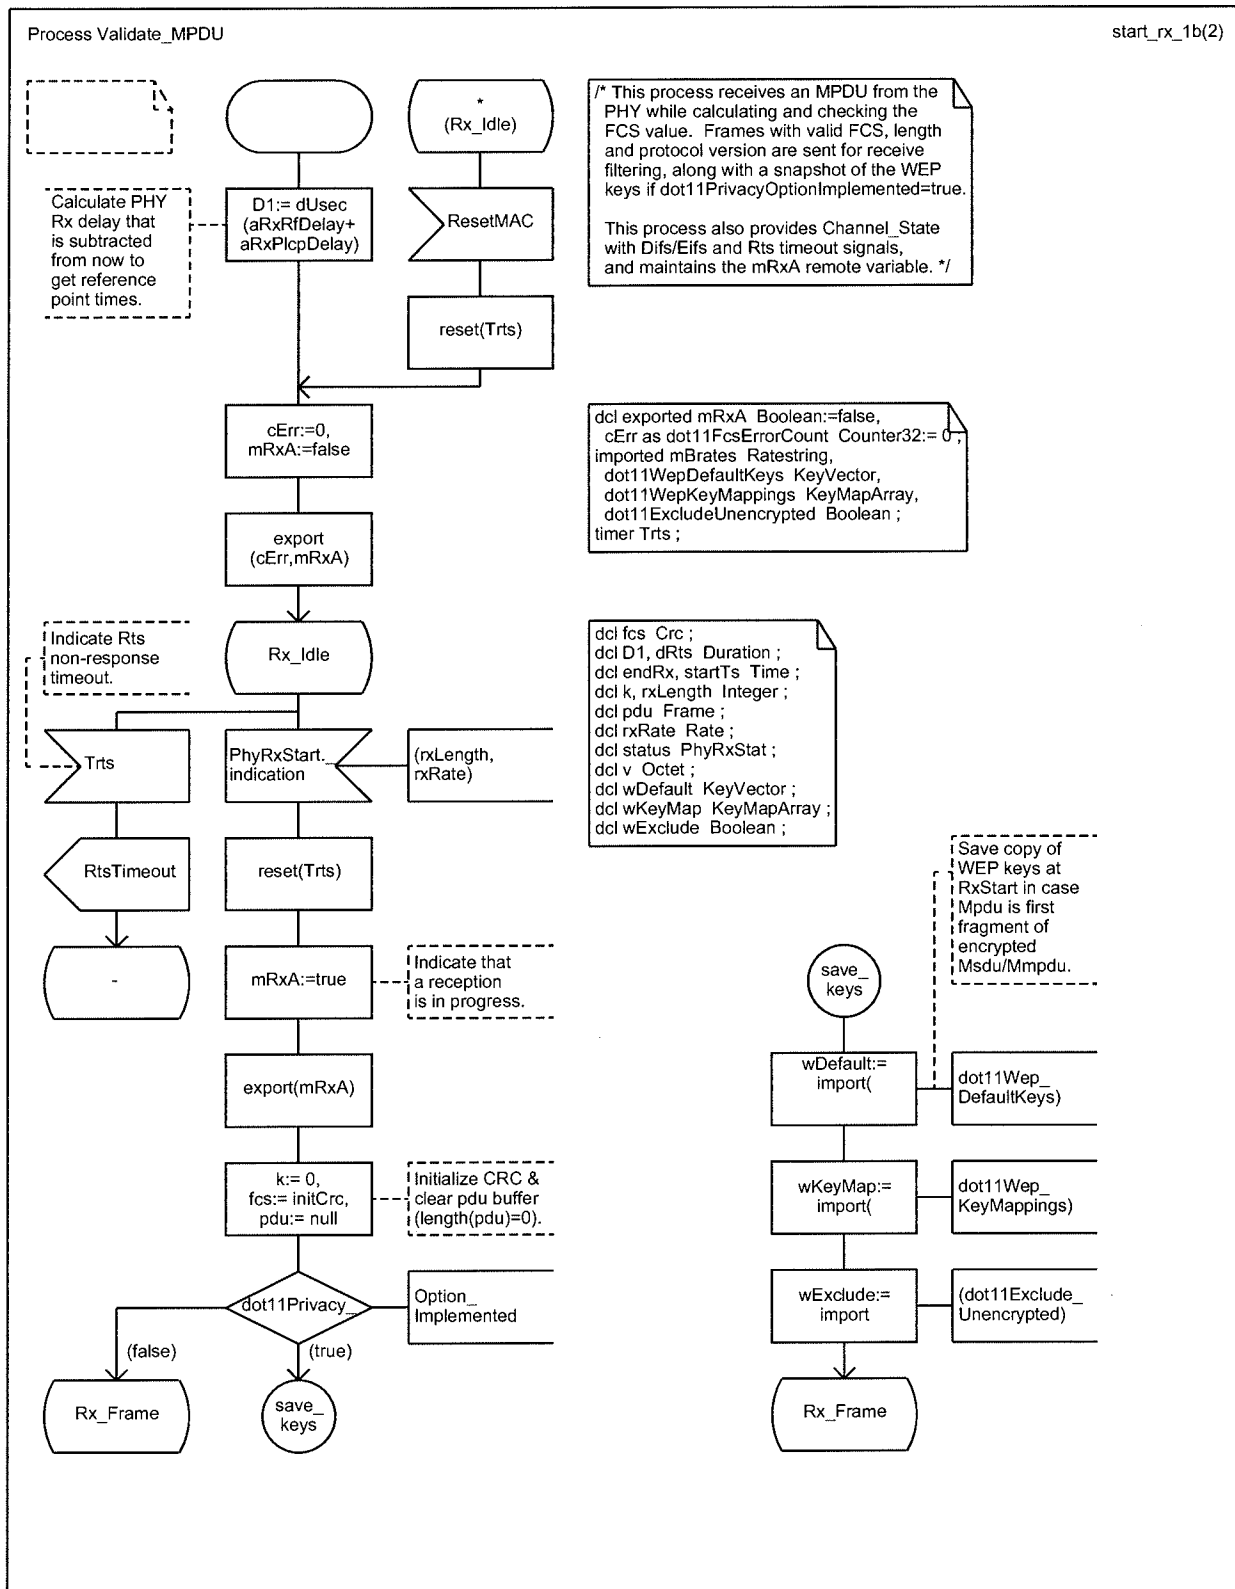 Process Validate_MPDU
start_rx_1b(2)
*
(Rx_Idle)
/* This process receives an MPDU from the
PHY while calculating and checking the
FCS value. Frames with valid FCS, length
and protocol version are sent for receive
filtering, along with a snapshot of the WEP
keys if dot11PrivacyOptionImplemented=true.
This process also provides Channel_State
with Difs/Eifs and Rts timeout signals,
and maintains the mRxA remote variable. */
Calculate PHY
Rx delay that
is subtracted
from now to
get reference
point times.
D1:= dUsec
(aRxRfDelay+
aRxPlcpDelay)
ResetMAC
reset(Trts)
cErr:=0,
mRxA:=false
dcl exported mRxA Boolean:=false,
cErr as dot11FcsErrorCount Counter32:= 0 ;
imported mBrates Ratestring,
dot11WepDefaultKeys KeyVector,
dot11WepKeyMappings KeyMapArray,
dot11ExcludeUnencrypted Boolean ;
timer Trts ;
export
(cErr,mRxA)
Indicate Rts
non-response
timeout.
Rx_Idle
dcl fcs Crc ;
dcl D1, dRts Duration ;
dcl endRx, startTs Time ;
dcl k, rxLength Integer ;
dcl pdu Frame ;
dcl rxRate Rate ;
dcl status PhyRxStat ;
dcl v Octet ;
dcl wDefault KeyVector ;
dcl wKeyMap KeyMapArray ;
dcl wExclude Boolean ;
Trts
PhyRxStart._
indication
(rxLength,
rxRate)
RtsTimeout
reset(Trts)
Save copy of
WEP keys at
RxStart in case
Mpdu is first
fragment of
encrypted
Msdu/Mmpdu.
-
mRxA:=true
Indicate that
a reception
is in progress.
save_
keys
export(mRxA)
wDefault:=
import(
dot11Wep_
DefaultKeys)
k:= 0,
fcs:= initCrc,
pdu:= null
Initialize CRC &
clear pdu buffer
(length(pdu)=0).
wKeyMap:=
import(
dot11Wep_
KeyMappings)
dot11Privacy_
Option_
Implemented
wExclude:=
import
(dot11Exclude_
Unencrypted)
(false)
(true)
Rx_Frame
save_
keys
Rx_Frame